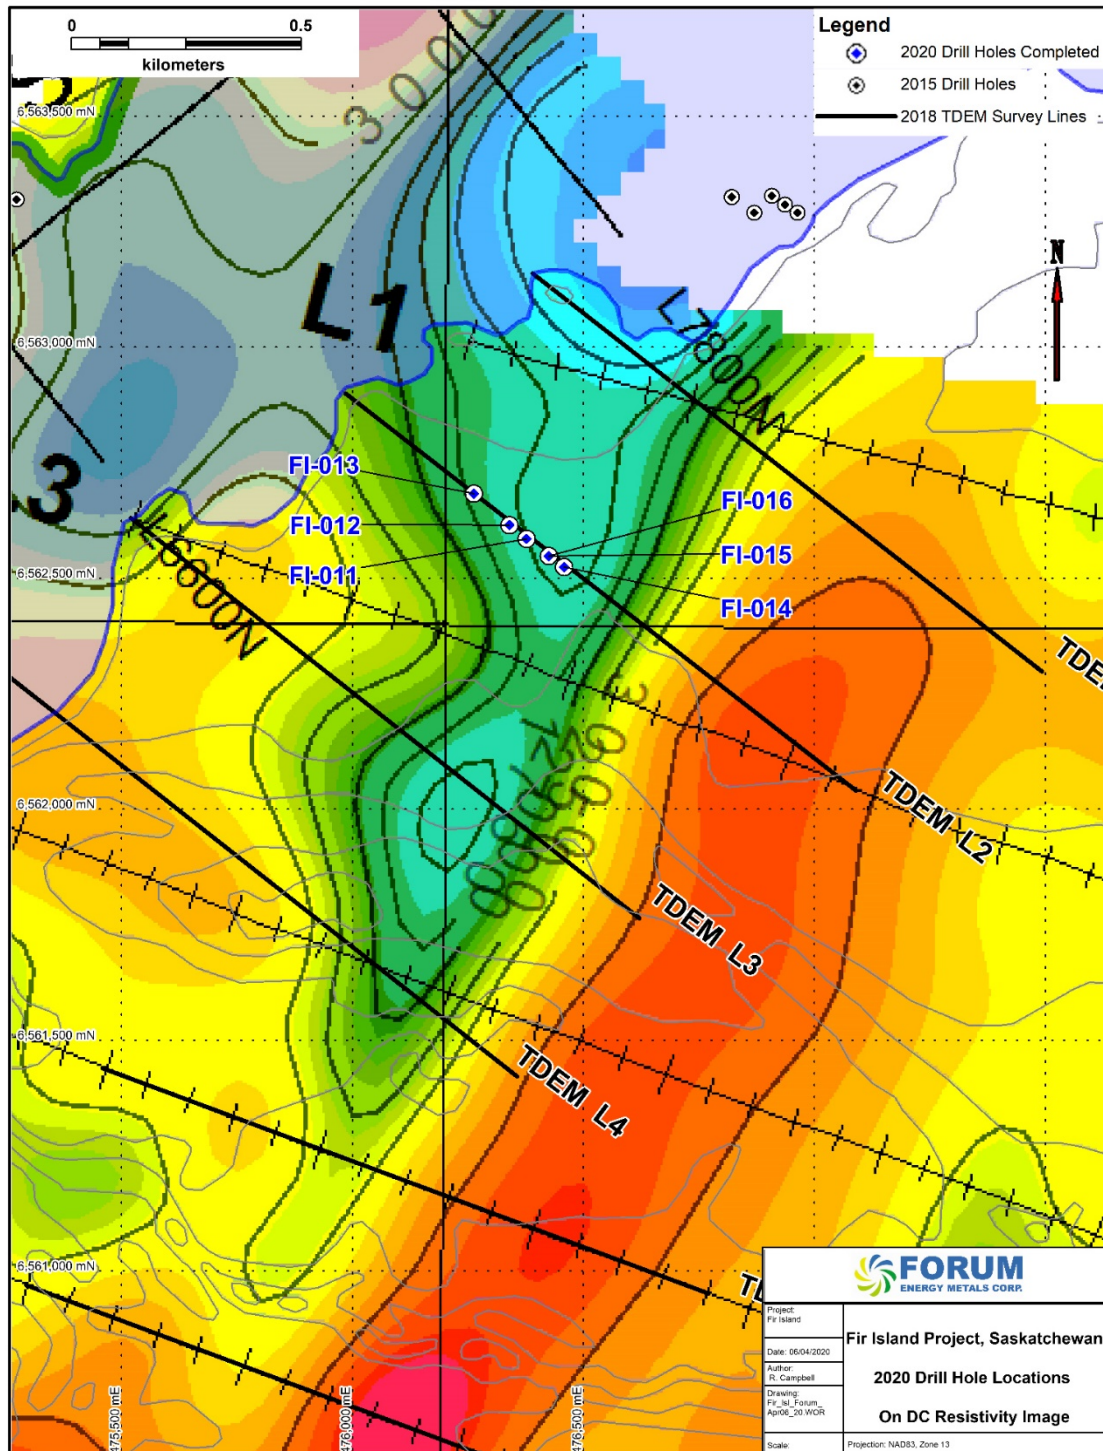 0 0.5
kilometers
Legend
2020 Drill Holes Completed
2015 Drill Holes
2018 TDEM Survey Lines
3000
6,563,500 mN
N
L1
L7800N
6,563,000 mN
FI-013
FI-012
FI-011
FI-016
FI-015
FI-014
L6600N
6,562,500 mN
TDEM L2
6,562,000 mN
TDEM L3
6,561,500 mN
TDEM L4
6,561,000 mN
475,500 mE
476,000 mE
476,500 mE
FORUM
ENERGY METALS CORP.
Project:
Fir Island
Date: 06/04/2020
Author:
R. Campbell
Drawing:
Fir_Isl_Forum_
Apr06_20.WOR
Scale:
Fir Island Project, Saskatchewan
2020 Drill Hole Locations
On DC Resistivity Image
Projection: NAD83, Zone 13